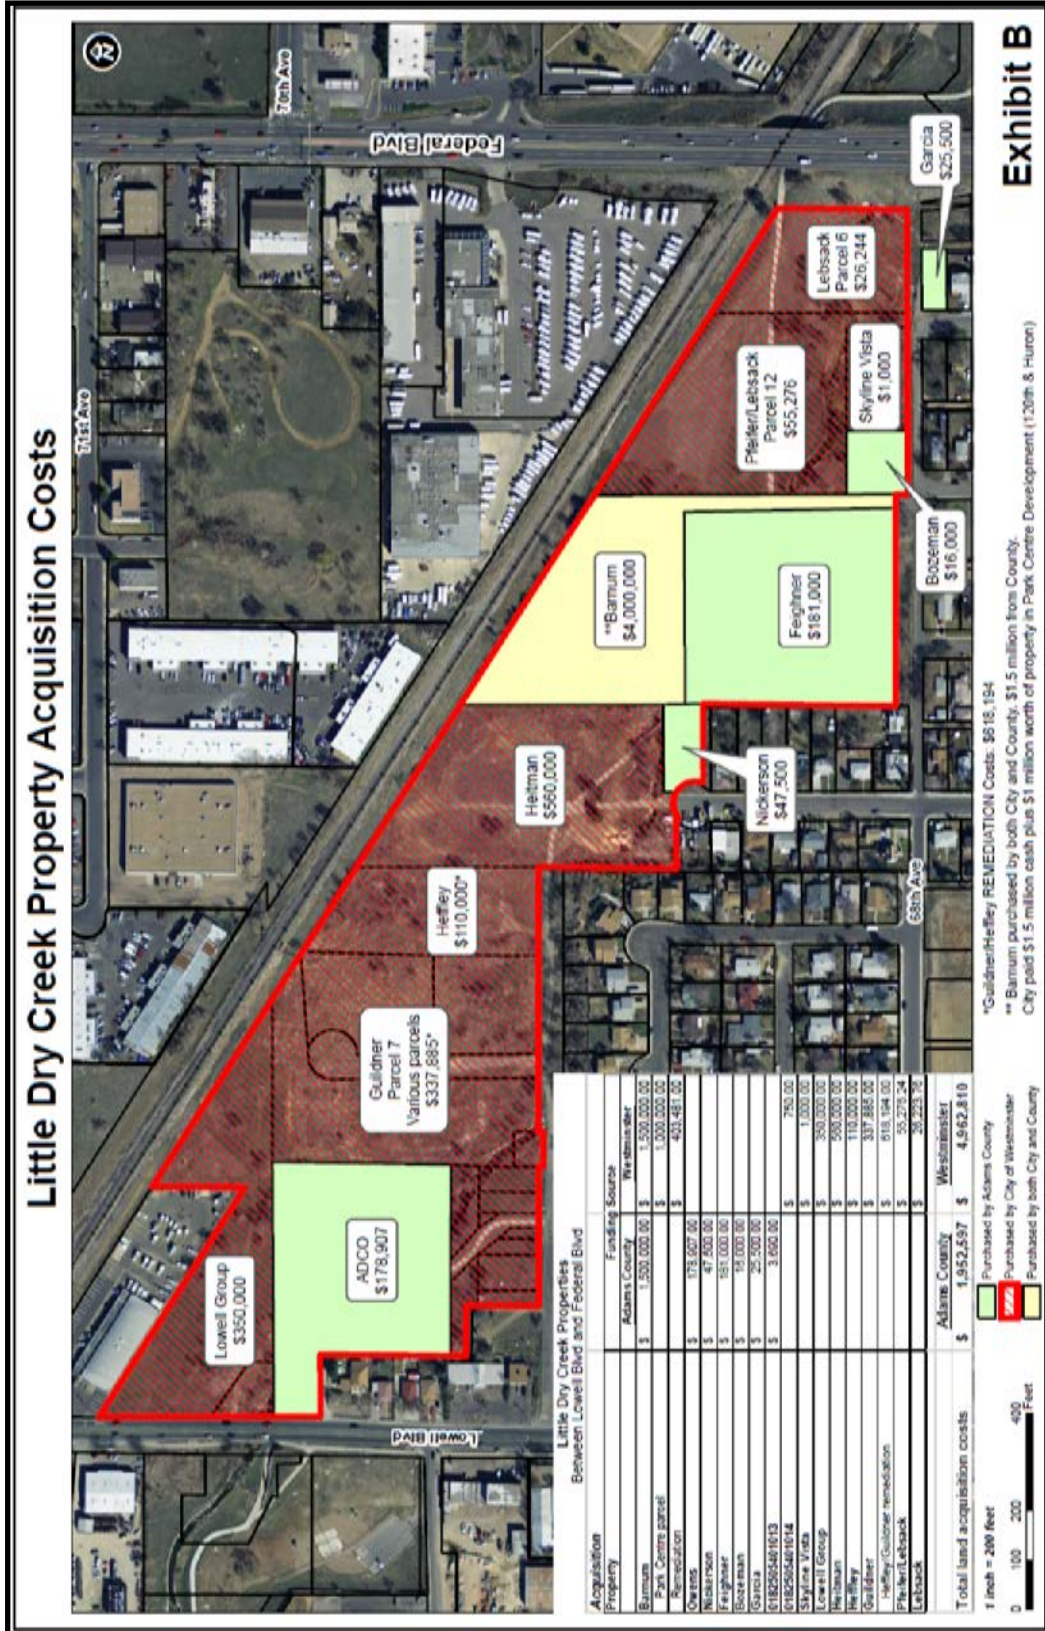 Little Dry Creek Property Acquisition Costs
71st Ave
70th Ave
Federal Blvd
Lowell Blvd
68th Ave
Lowell Group
$350,000
ADCO
$178,907
Guildner
Parcel 7
Various parcels
$337,885*
Heffley
$110,000*
Heitman
$560,000
Nickerson
$47,500
**Barnum
$4,000,000
Feighner
$181,000
Bozeman
$16,000
Pfeifer/Lebsack
Parcel 12
$55,276
Skyline Vista
$1,000
Lebsack
Parcel 6
$26,244
Garcia
$25,500
Little Dry Creek Properties
Between Lowell Blvd and Federal Blvd
Acquisition Funding Source
Property Adams County Westminster
Barnum $ 1,500,000.00 $ 1,500,000.00
Park Centre parcel $ 1,000,000.00
Remediation $ 403,481.00
Owens $ 178,907.00
Nickerson $ 47,500.00
Feighner $ 181,000.00
Bozeman $ 16,000.00
Garcia $ 25,500.00
0182505401013 $ 3,690.00
0182505401014 $ 750.00
Skyline Vista $ 1,000.00
Lowell Group $ 350,000.00
Heitman $ 560,000.00
Heffley $ 110,000.00
Guildner $ 337,885.00
Heffley/Guildner remediation $ 618,194.00
Pfeifer/Lebsack $ 55,276.24
Lebsack $ 26,223.76
Adams County Westminster
Total land acquisition costs $ 1,952,597 $ 4,962,810
1 inch = 200 feet
0 100 200 400
Feet
Purchased by Adams County
Purchased by City of Westminster
Purchased by both City and County
*Guildner/Heffley REMEDIATION Costs: $618,194
** Barnum purchased by both City and County. $1.5 million from County.
City paid $1.5 million cash plus $1 million worth of property in Park Centre Development (120th & Huron)
Exhibit B